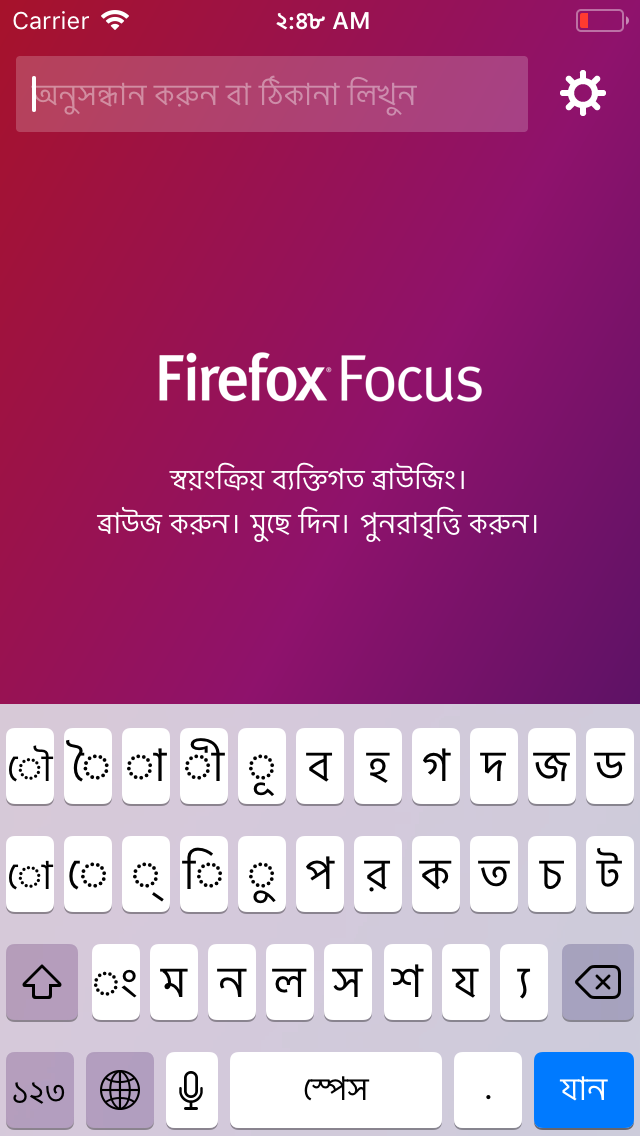 Carrier ২:৪৮ AM
অনুসন্ধান করুন বা ঠিকানা লিখুন
Firefox® Focus
স্বয়ংক্রিয় ব্যক্তিগত ব্রাউজিং।
ব্রাউজ করুন। মুছে দিন। পুনরাবৃত্তি করুন।
ৌ ৈ া ী ূ ব হ গ দ জ ড
ো ে ্ ি ু প র ক ত চ ট
ং ম ন ল স শ য ্য
১২৩ স্পেস . যান